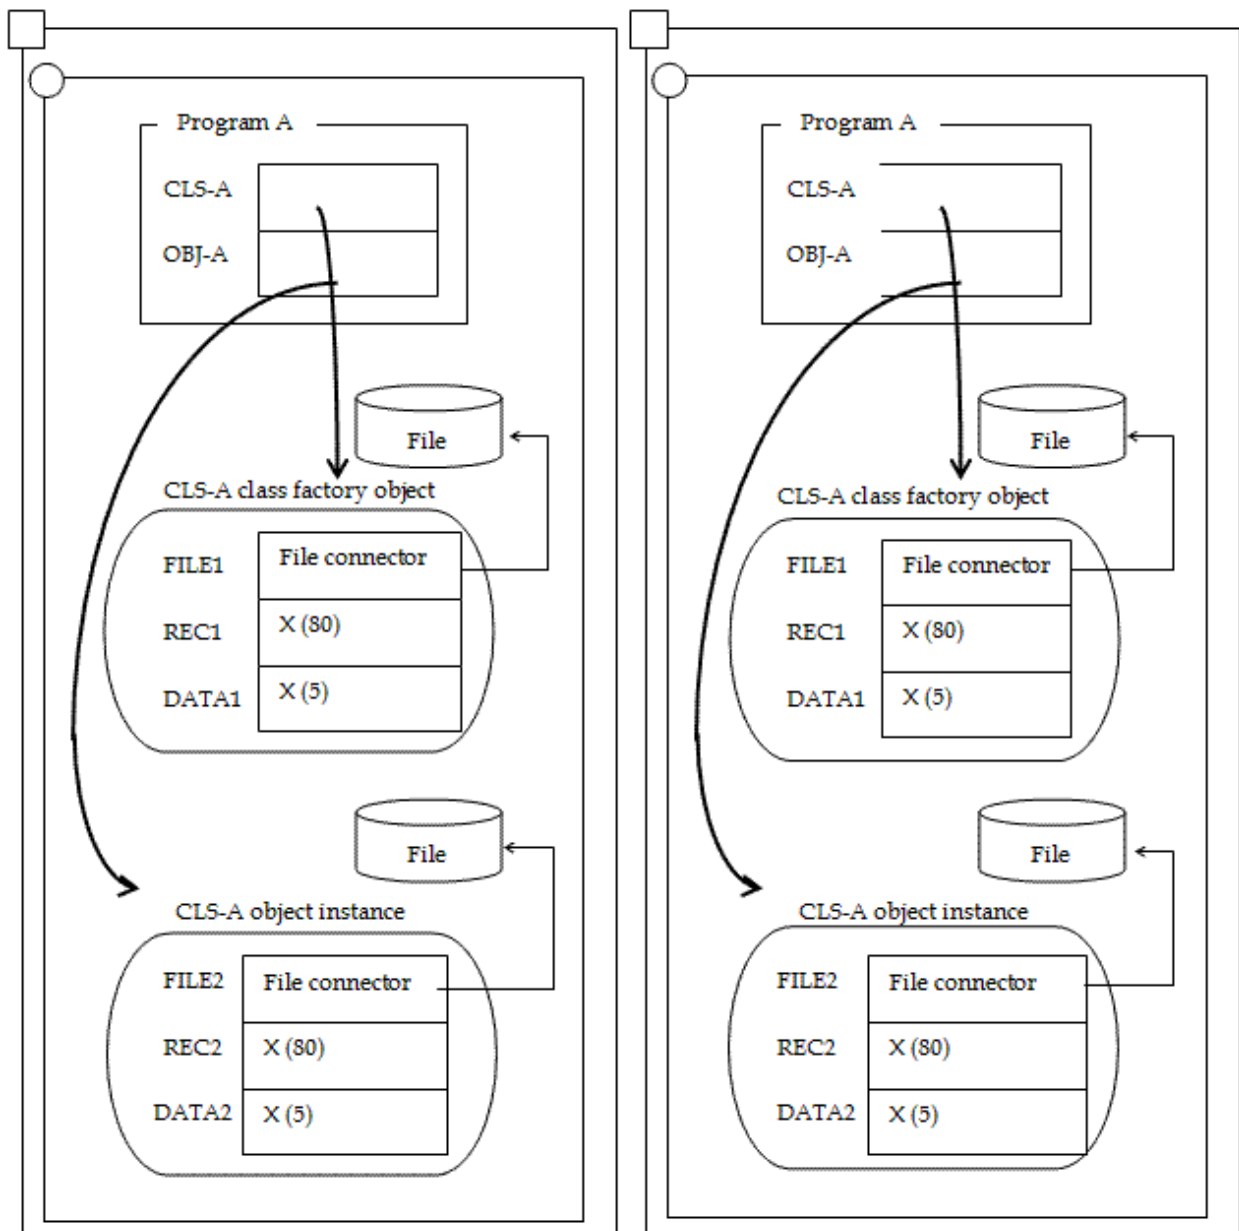 Program A
CLS-A
OBJ-A
File
CLS-A class factory object
FILE1 File connector
REC1 X (80)
DATA1 X (5)
File
CLS-A object instance
FILE2 File connector
REC2 X (80)
DATA2 X (5)
Program A
CLS-A
OBJ-A
File
CLS-A class factory object
FILE1 File connector
REC1 X (80)
DATA1 X (5)
File
CLS-A object instance
FILE2 File connector
REC2 X (80)
DATA2 X (5)